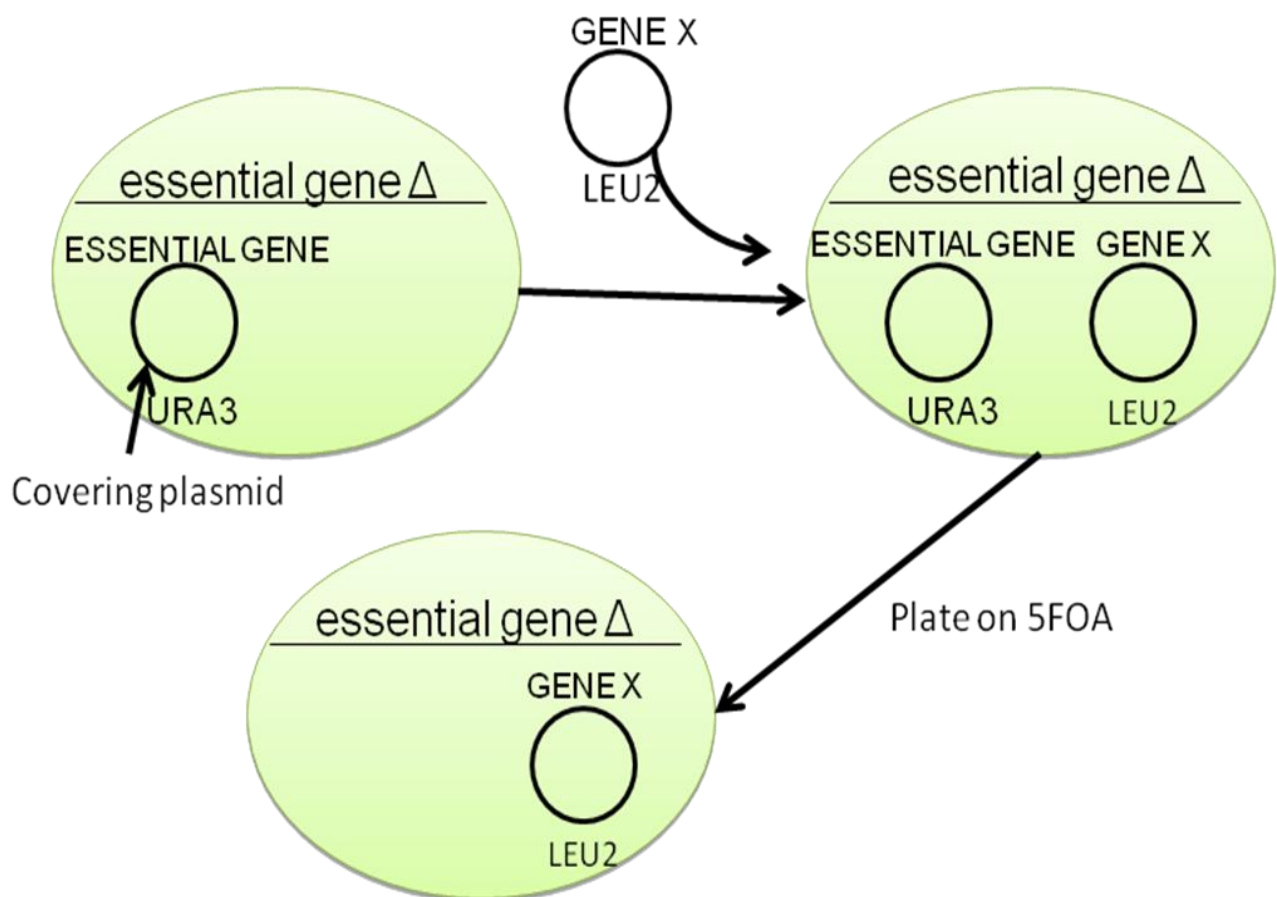 GENE X
LEU2
essential gene Δ
ESSENTIAL GENE
URA3
Covering plasmid
essential gene Δ
ESSENTIAL GENE GENE X
URA3 LEU2
Plate on 5FOA
essential gene Δ
GENE X
LEU2